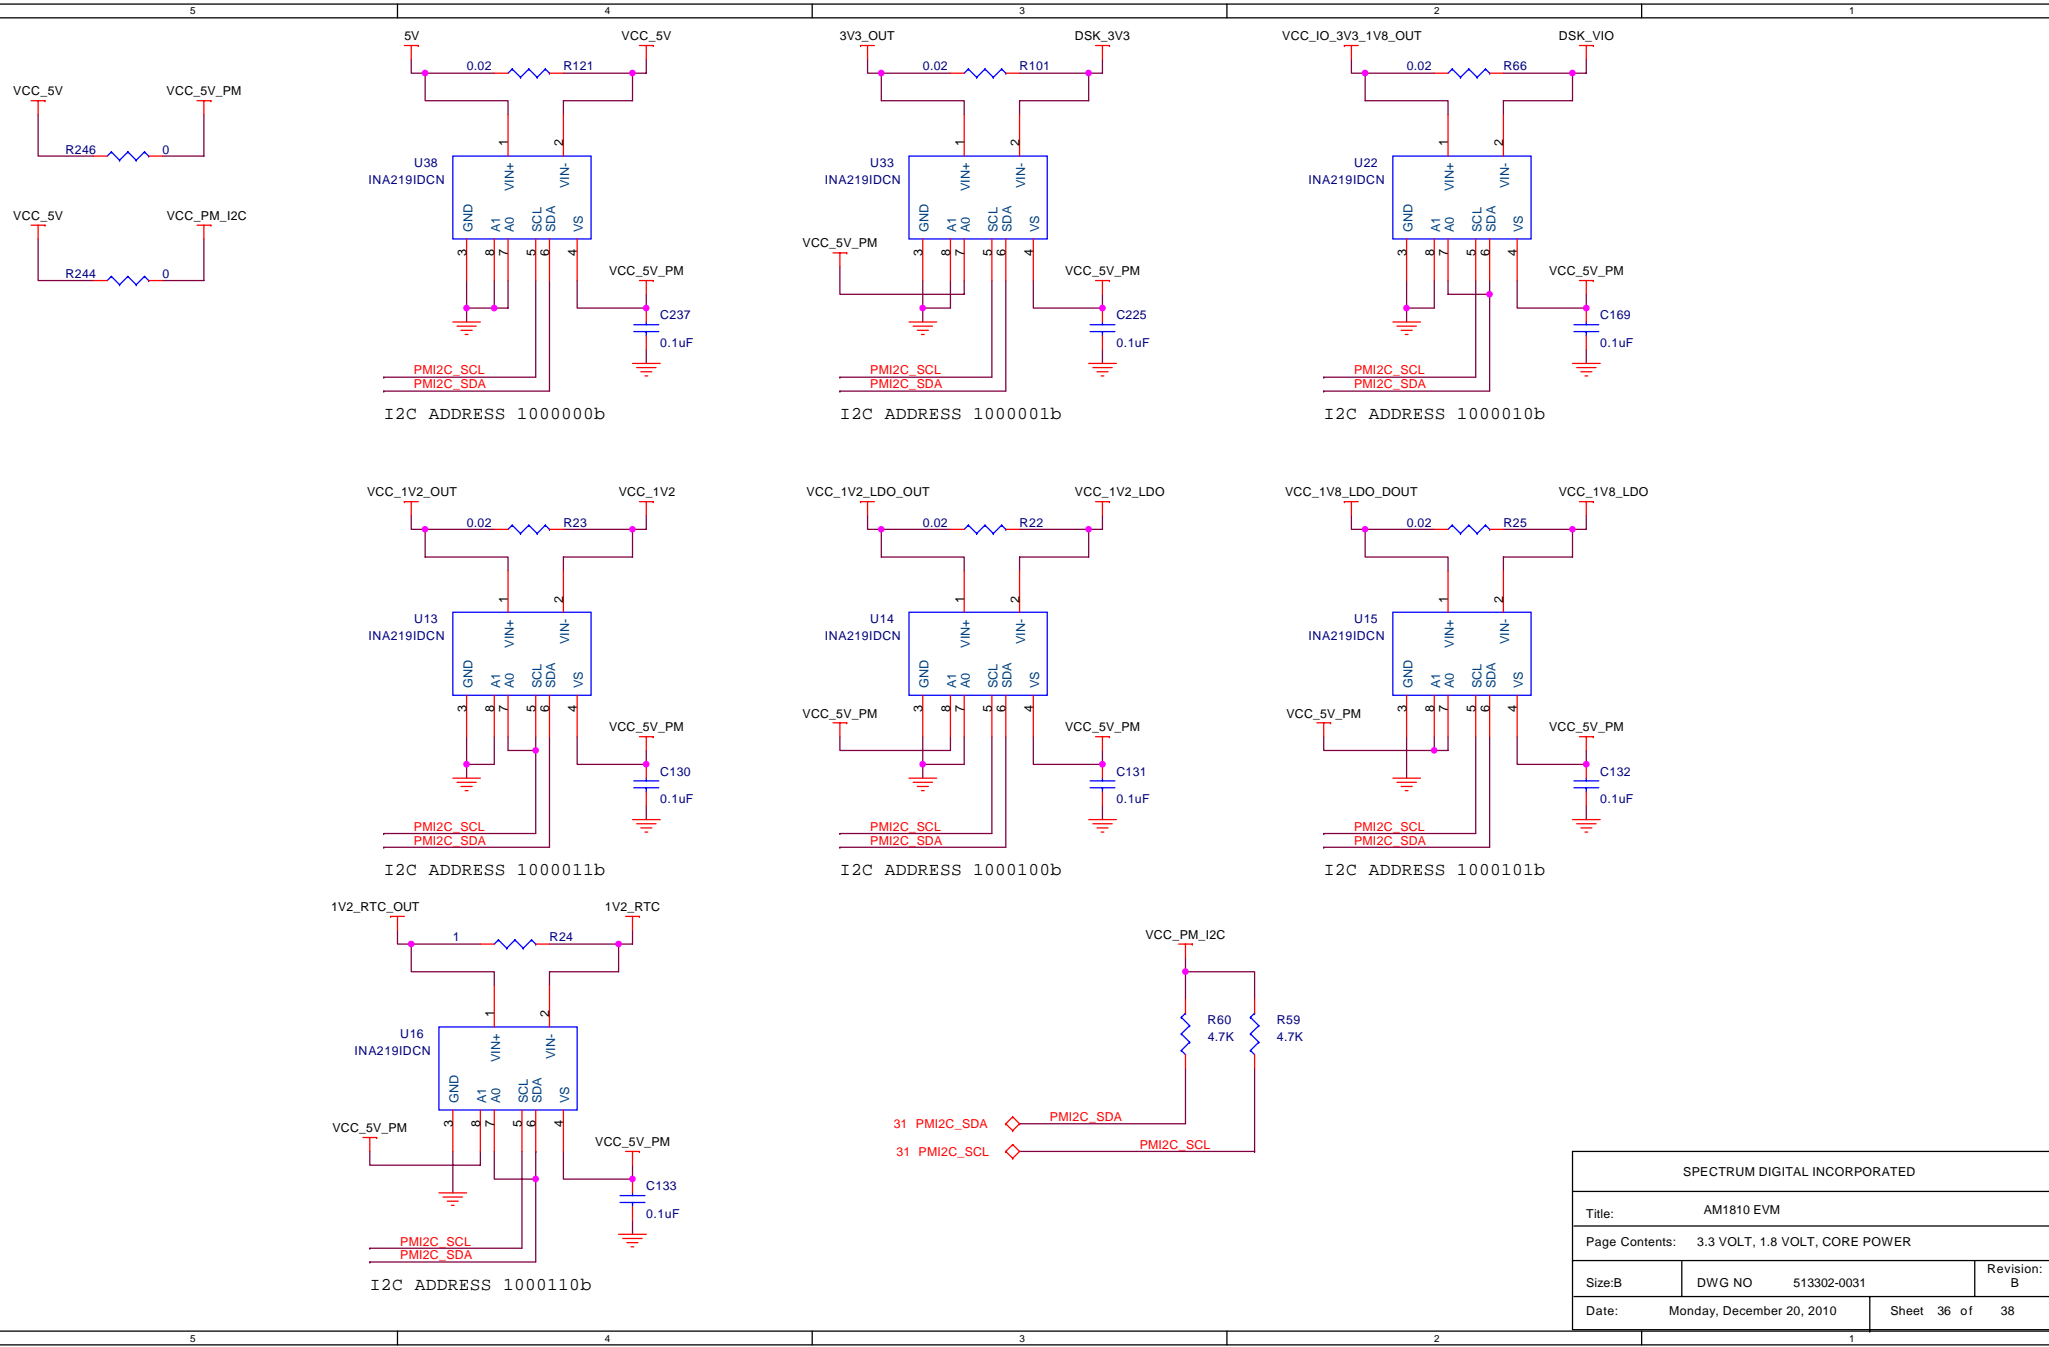 5 4 3 2 1
5V VCC_5V
0.02 R121
3V3_OUT DSK_3V3
0.02 R101
VCC_IO_3V3_1V8_OUT DSK_VIO
0.02 R66
VCC_5V VCC_5V_PM
R246 0
VCC_5V VCC_PM_I2C
R244 0
1 2
U38
INA219IDCN
VIN+ VIN-
GND A1 A0 SCL SDA VS
3 8 7 5 6 4
VCC_5V_PM
C237
0.1uF
PMI2C_SCL
PMI2C_SDA
I2C ADDRESS 1000000b
1 2
U33
INA219IDCN
VIN+ VIN-
GND A1 A0 SCL SDA VS
3 8 7 5 6 4
VCC_5V_PM
VCC_5V_PM
C225
0.1uF
PMI2C_SCL
PMI2C_SDA
I2C ADDRESS 1000001b
1 2
U22
INA219IDCN
VIN+ VIN-
GND A1 A0 SCL SDA VS
3 8 7 5 6 4
VCC_5V_PM
C169
0.1uF
PMI2C_SCL
PMI2C_SDA
I2C ADDRESS 1000010b
VCC_1V2_OUT VCC_1V2
0.02 R23
1 2
U13
INA219IDCN
VIN+ VIN-
GND A1 A0 SCL SDA VS
3 8 7 5 6 4
VCC_5V_PM
C130
0.1uF
PMI2C_SCL
PMI2C_SDA
I2C ADDRESS 1000011b
VCC_1V2_LDO_OUT VCC_1V2_LDO
0.02 R22
1 2
U14
INA219IDCN
VIN+ VIN-
GND A1 A0 SCL SDA VS
3 8 7 5 6 4
VCC_5V_PM
VCC_5V_PM
C131
0.1uF
PMI2C_SCL
PMI2C_SDA
I2C ADDRESS 1000100b
VCC_1V8_LDO_DOUT VCC_1V8_LDO
0.02 R25
1 2
U15
INA219IDCN
VIN+ VIN-
GND A1 A0 SCL SDA VS
3 8 7 5 6 4
VCC_5V_PM
VCC_5V_PM
C132
0.1uF
PMI2C_SCL
PMI2C_SDA
I2C ADDRESS 1000101b
1V2_RTC_OUT 1V2_RTC
1 R24
1 2
U16
INA219IDCN
VIN+ VIN-
GND A1 A0 SCL SDA VS
3 8 7 5 6 4
VCC_5V_PM
VCC_5V_PM
C133
0.1uF
PMI2C_SCL
PMI2C_SDA
I2C ADDRESS 1000110b
VCC_PM_I2C
R60 R59
4.7K 4.7K
31 PMI2C_SDA PMI2C_SDA
31 PMI2C_SCL PMI2C_SCL
SPECTRUM DIGITAL INCORPORATED
Title: AM1810 EVM
Page Contents: 3.3 VOLT, 1.8 VOLT, CORE POWER
Size:B DWG NO 513302-0031 Revision: B
Date: Monday, December 20, 2010 Sheet 36 of 38
5 4 3 2 1